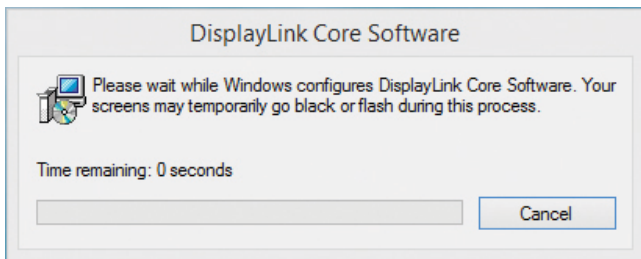 DisplayLink Core Software
Please wait while Windows configures DisplayLink Core Software. Your
screens may temporarily go black or flash during this process.
Time remaining: 0 seconds
Cancel